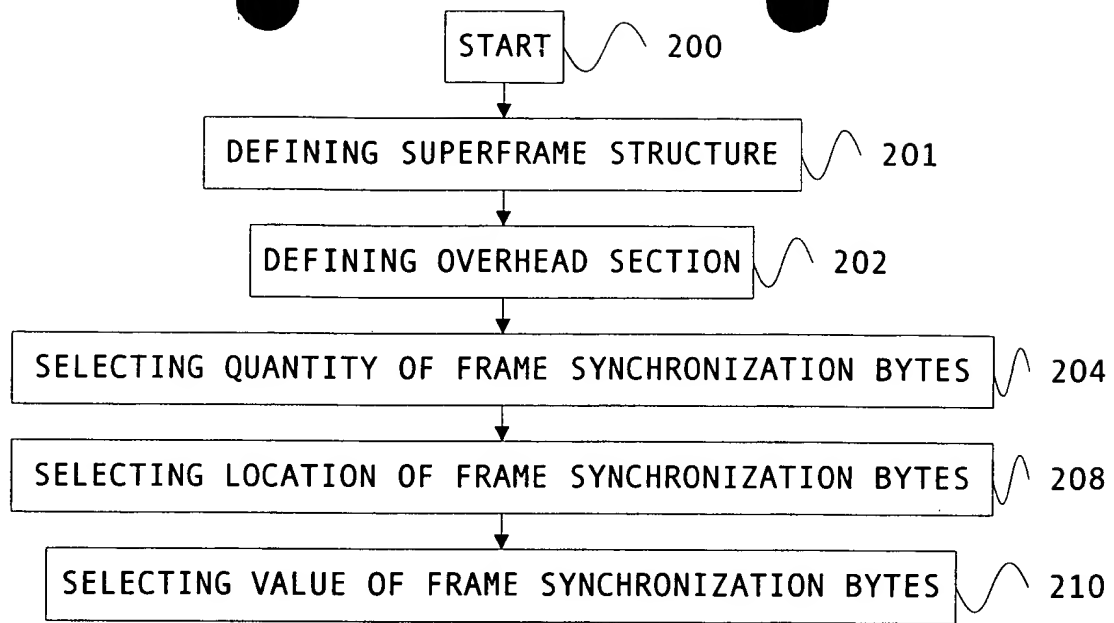 START 200
DEFINING SUPERFRAME STRUCTURE 201
DEFINING OVERHEAD SECTION 202
SELECTING QUANTITY OF FRAME SYNCHRONIZATION BYTES 204
SELECTING LOCATION OF FRAME SYNCHRONIZATION BYTES 208
SELECTING VALUE OF FRAME SYNCHRONIZATION BYTES 210